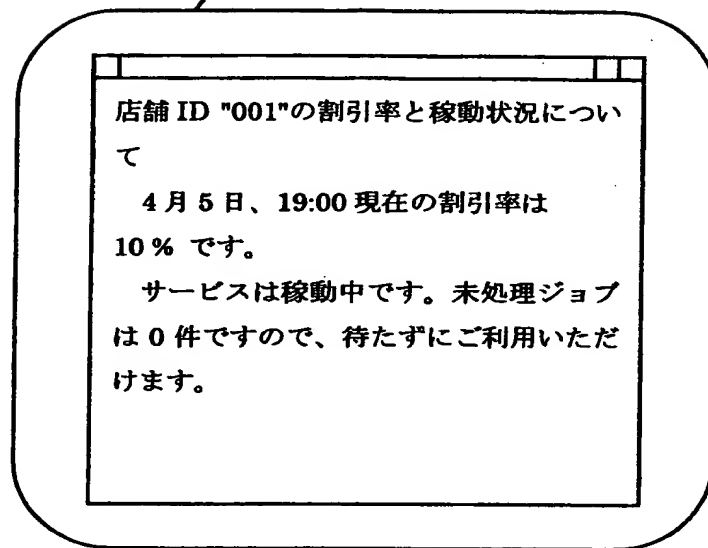 店舗 ID "001"の割引率と稼動状況につい
て
4 月 5 日、19:00 現在の割引率は
10 % です。
サービスは稼動中です。未処理ジョブ
は 0 件ですので、待たずにご利用いただ
けます。